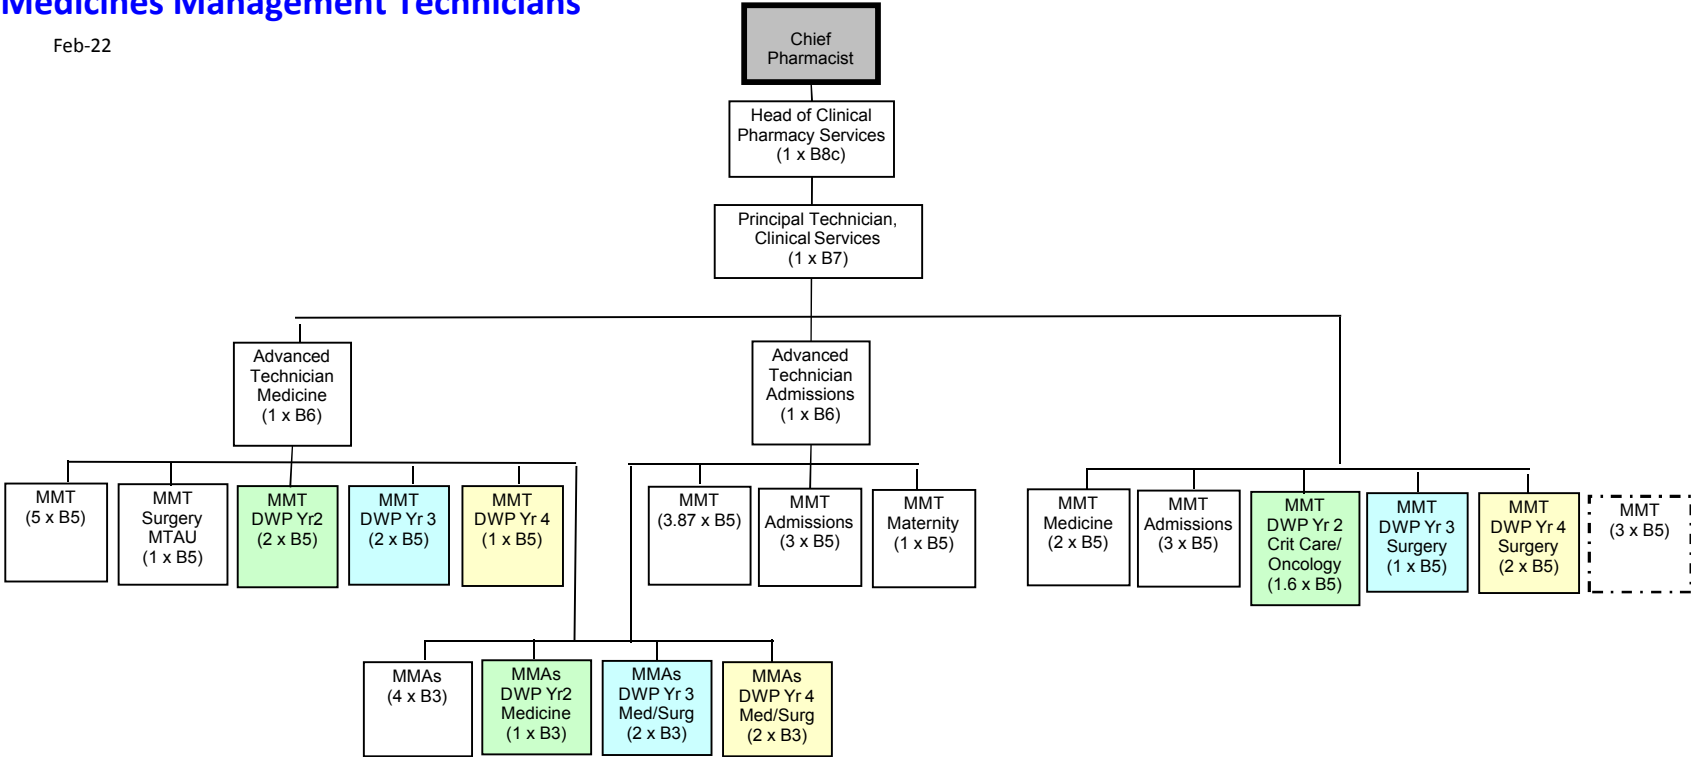 Medicines Management Technicians
Feb-22
Chief
Pharmacist
Head of Clinical
Pharmacy Services
(1 x B8c)
Principal Technician,
Clinical Services
(1 x B7)
Advanced
Technician
Medicine
(1 x B6)
Advanced
Technician
Admissions
(1 x B6)
MMT
(5 x B5)
MMT
Surgery
MTAU
(1 x B5)
MMT
DWP Yr2
(2 x B5)
MMT
DWP Yr 3
(2 x B5)
MMT
DWP Yr 4
(1 x B5)
MMT
(3.87 x B5)
MMT
Admissions
(3 x B5)
MMT
Maternity
(1 x B5)
MMT
Medicine
(2 x B5)
MMT
Admissions
(3 x B5)
MMT
DWP Yr 2
Crit Care/
Oncology
(1.6 x B5)
MMT
DWP Yr 3
Surgery
(1 x B5)
MMT
DWP Yr 4
Surgery
(2 x B5)
MMT
(3 x B5)
MMAs
(4 x B3)
MMAs
DWP Yr2
Medicine
(1 x B3)
MMAs
DWP Yr 3
Med/Surg
(2 x B3)
MMAs
DWP Yr 4
Med/Surg
(2 x B3)